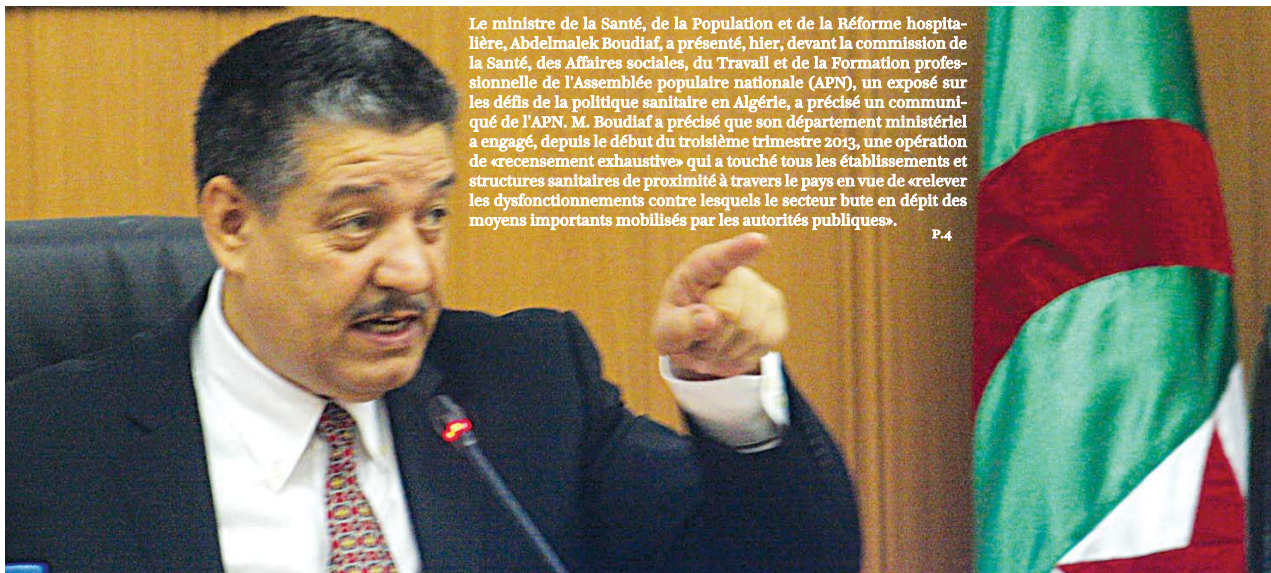 Le ministre de la Santé, de la Population et de la Réforme hospita-
lière, Abdelmalek Boudiaf, a présenté, hier, devant la commission de
la Santé, des Affaires sociales, du Travail et de la Formation profes-
sionnelle de l'Assemblée populaire nationale (APN), un exposé sur
les défis de la politique sanitaire en Algérie, a précisé un communi-
qué de l'APN. M. Boudiaf a précisé que son département ministériel
a engagé, depuis le début du troisième trimestre 2013, une opération
de «recensement exhaustive» qui a touché tous les établissements et
structures sanitaires de proximité à travers le pays en vue de «relever
les dysfonctionnements contre lesquels le secteur bute en dépit des
moyens importants mobilisés par les autorités publiques».
P.4